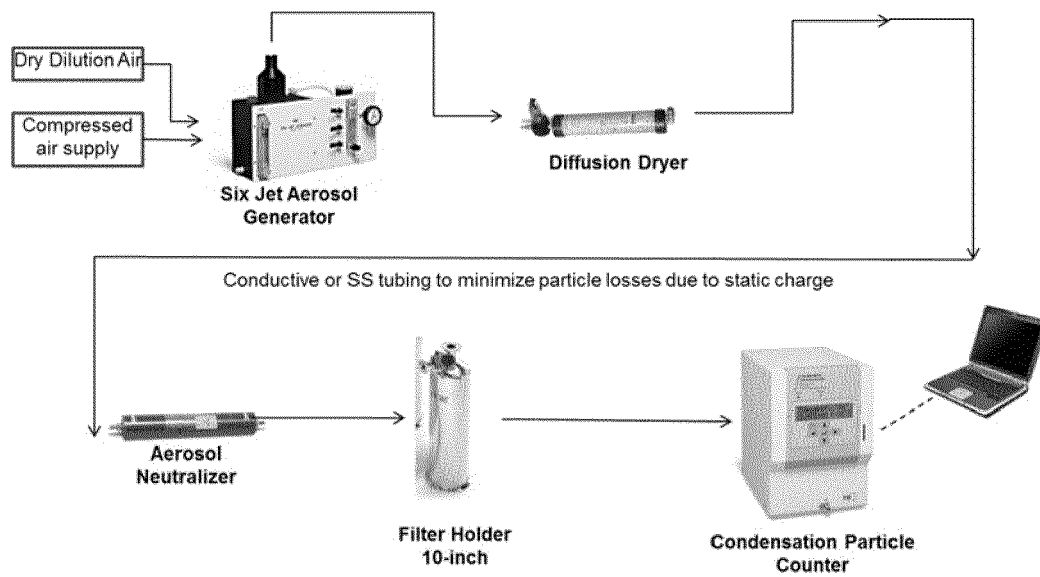 Dry Dilution Air
Compressed
air supply
Six Jet Aerosol
Generator
Diffusion Dryer
Conductive or SS tubing to minimize particle losses due to static charge
Aerosol
Neutralizer
Filter Holder
10-inch
Condensation Particle
Counter